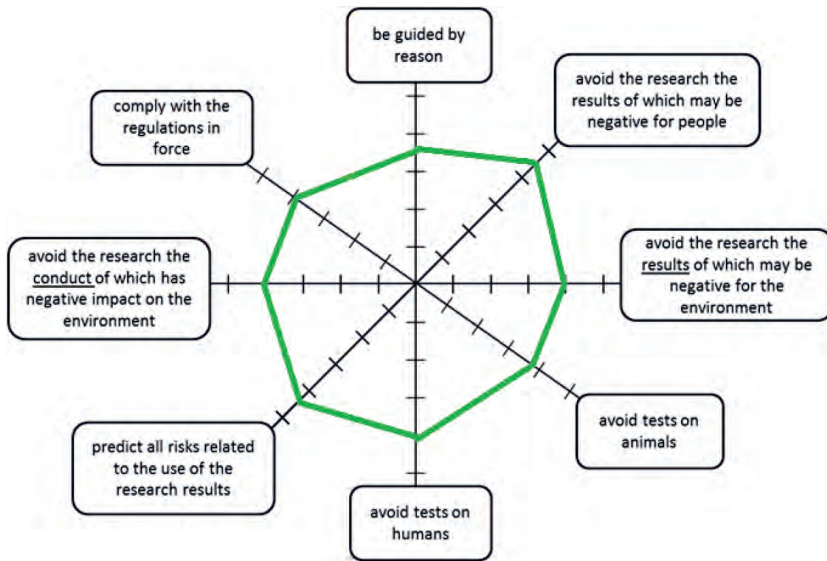 be guided by
reason
avoid the research the
results of which may be
negative for people
comply with the
regulations in
force
avoid the research the
conduct of which has
negative impact on the
environment
avoid the research the
results of which may be
negative for the
environment
predict all risks related
to the use of the
research results
avoid tests on
animals
avoid tests on
humans